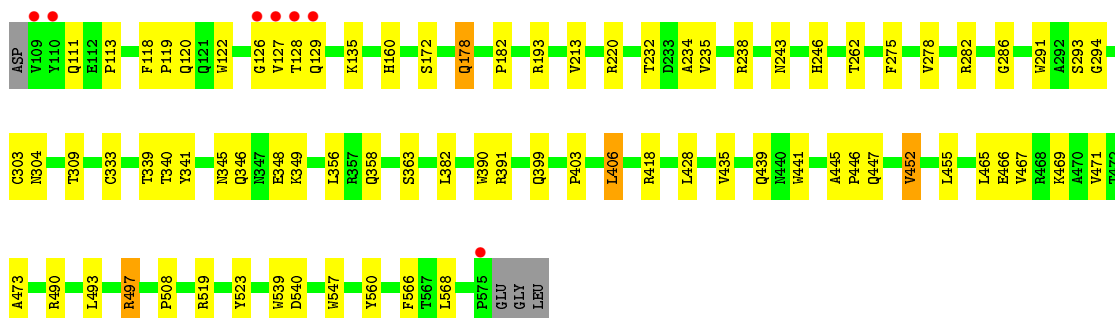 ASP V109 Y110 Q111 E112 P113 F118 P119 Q120 Q121 W122 G126 V127 T128 Q129 K135 H160 S172 Q178 P182 R193 V213 R220 T232 D233 A234 V235 R238 N243 H246 T262 F275 V278 R282 G286 W291 A292 S293 G294
C303 N304 T309 C333 T339 T340 Y341 N345 Q346 N347 E348 K349 L356 R357 Q358 S363 L382 W390 R391 Q399 P403 L406 R418 L428 V435 Q439 N440 W441 A445 P446 Q447 V452 L455 L465 E466 V467 R468 K469 A470 V471 T472
A473 R490 L493 R497 P508 R519 Y523 W539 D540 W547 Y560 F566 T567 L568 P575 GLU GLY LEU